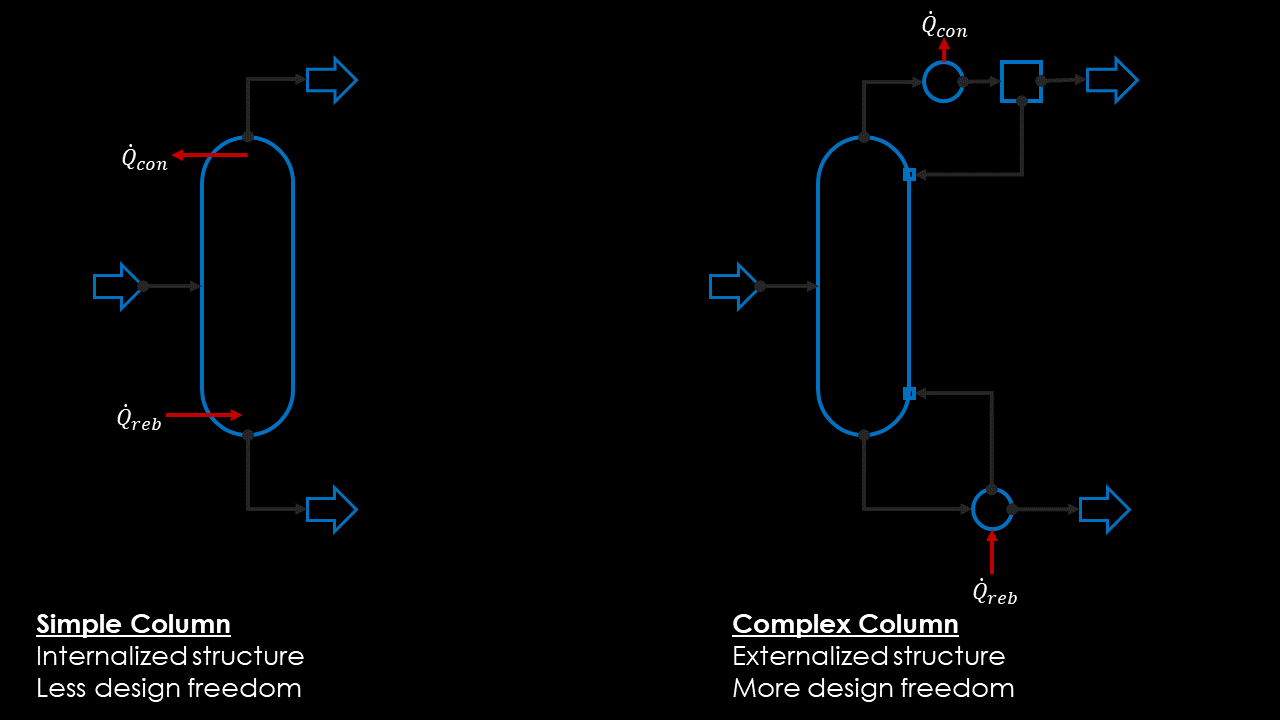 Q̇con
Q̇con
Q̇reb
Q̇reb
Simple Column
Internalized structure
Less design freedom
Complex Column
Externalized structure
More design freedom